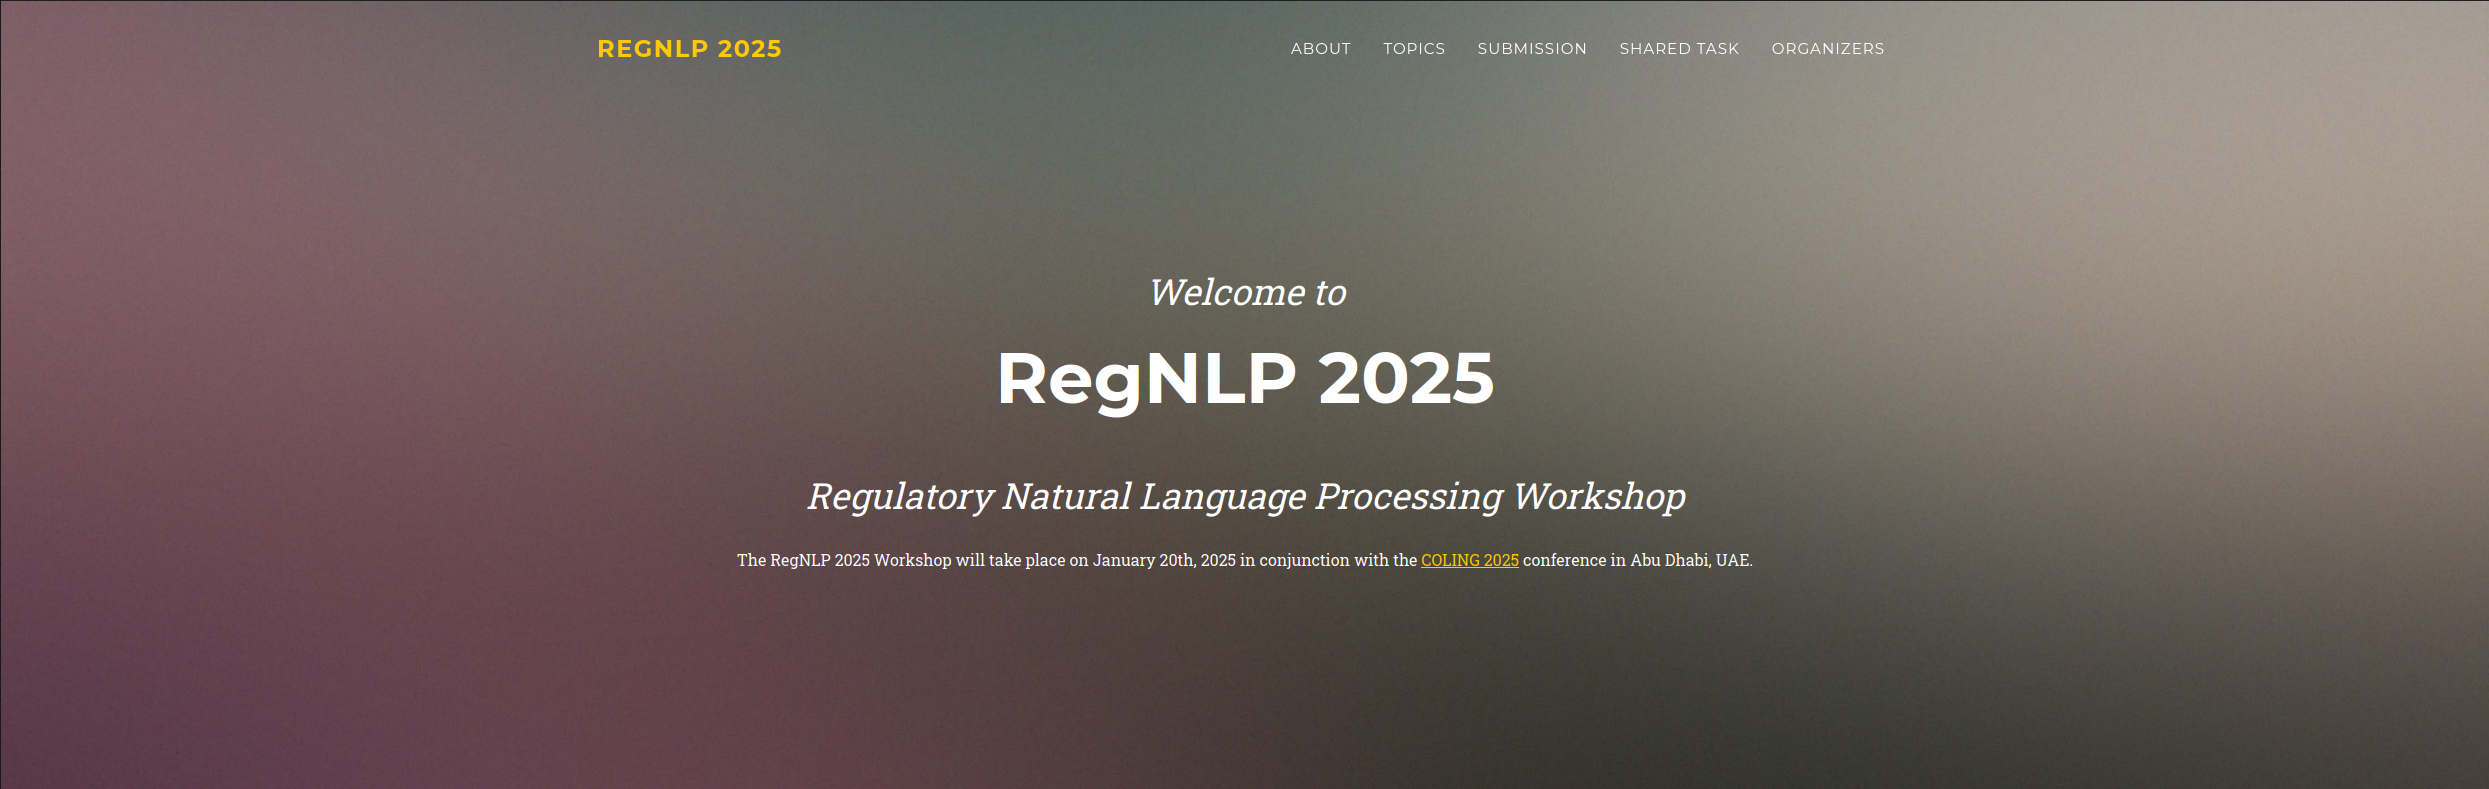 REGNLP 2025
ABOUT TOPICS SUBMISSION SHARED TASK ORGANIZERS
Welcome to
RegNLP 2025
Regulatory Natural Language Processing Workshop
The RegNLP 2025 Workshop will take place on January 20th, 2025 in conjunction with the COLING 2025 conference in Abu Dhabi, UAE.